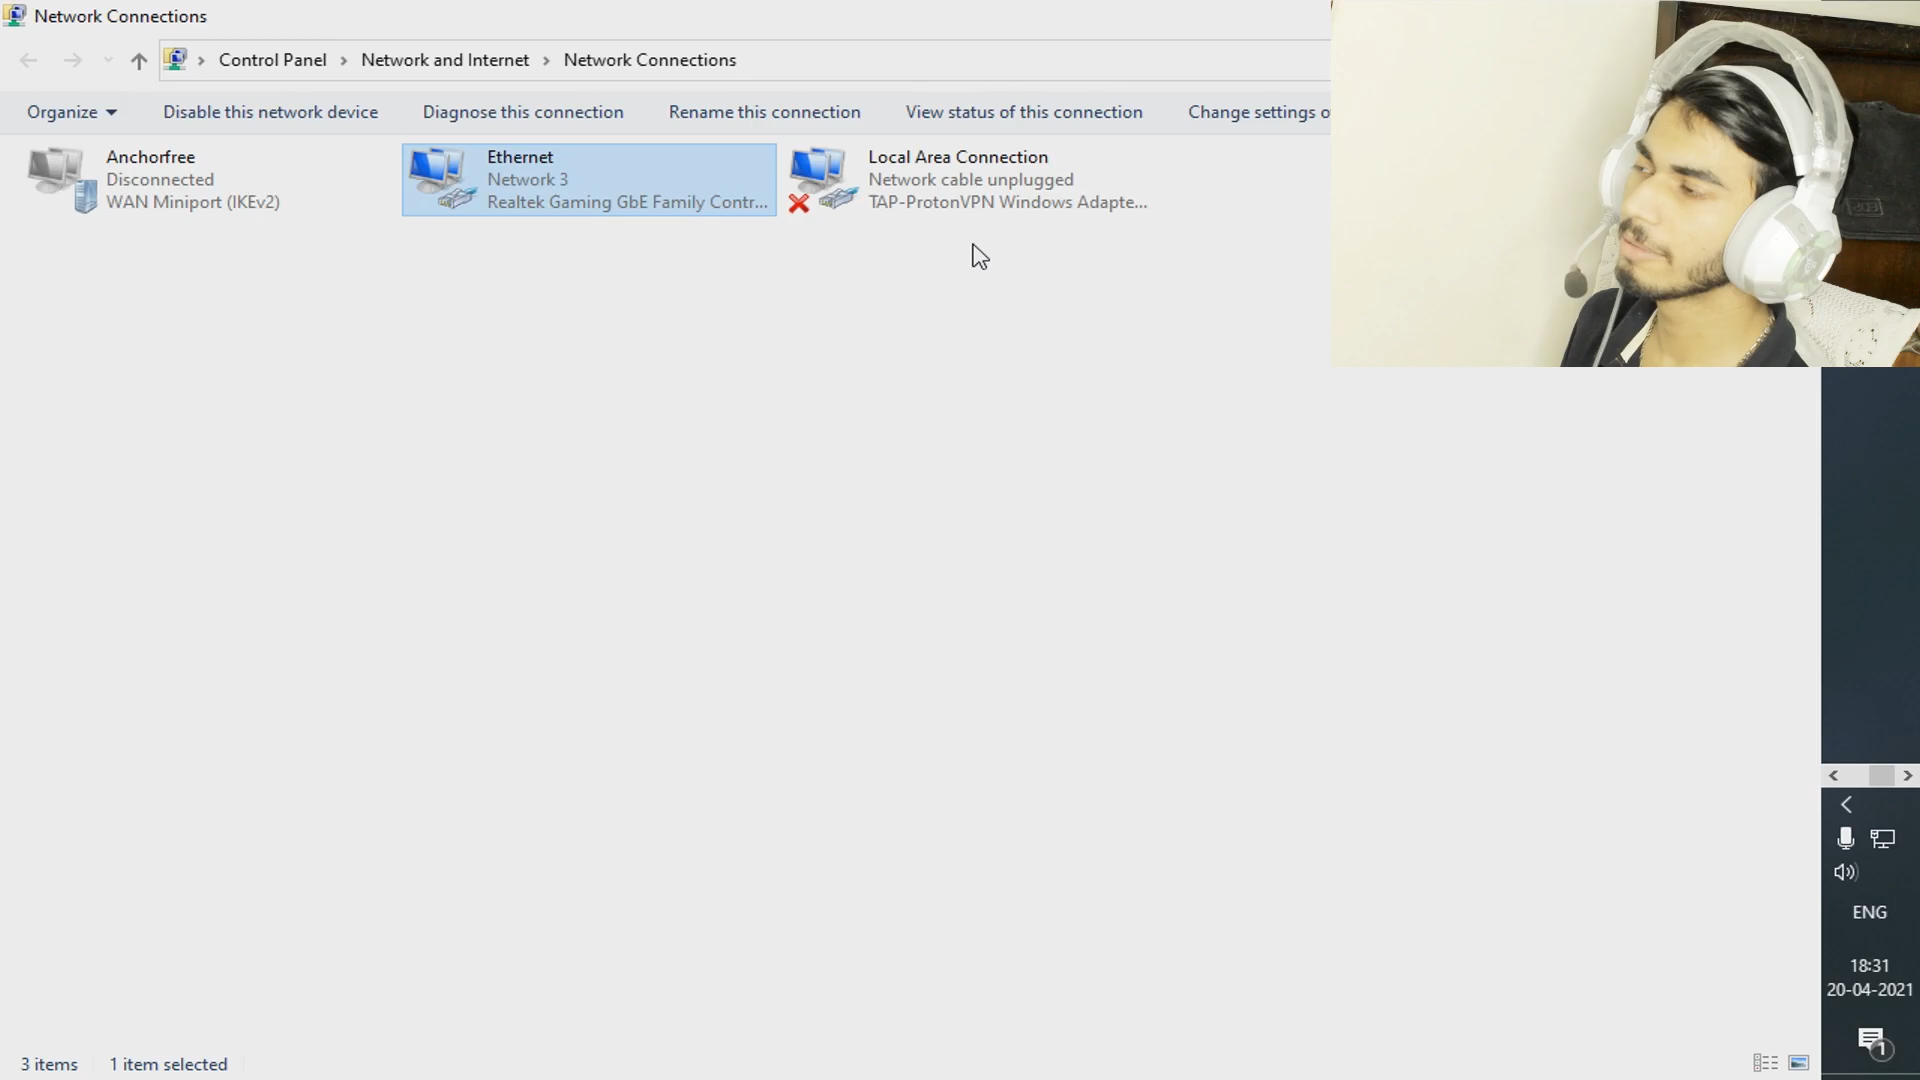 Network Connections
Control Panel > Network and Internet > Network Connections
Organize Disable this network device Diagnose this connection Rename this connection View status of this connection Change settings o
Anchorfree
Disconnected
WAN Miniport (IKEv2)
Ethernet
Network 3
Realtek Gaming GbE Family Contr...
Local Area Connection
Network cable unplugged
TAP-ProtonVPN Windows Adapte...
ENG
18:31
20-04-2021
1
3 items 1 item selected